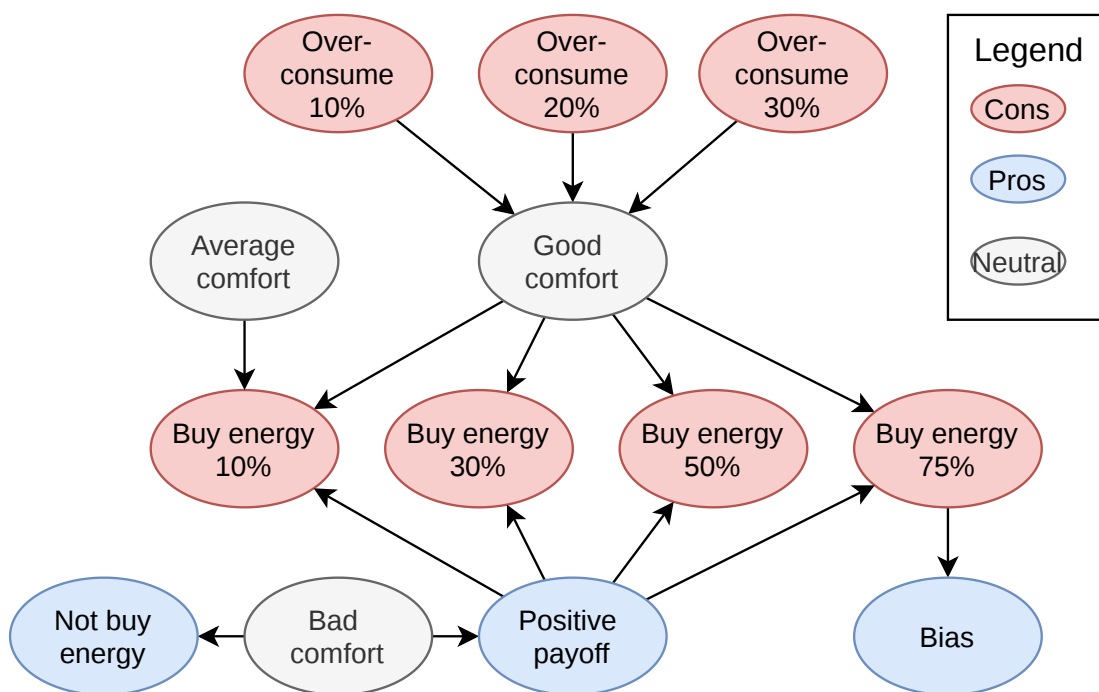 Over-
consume
10%
Over-
consume
20%
Over-
consume
30%
Legend
Cons
Pros
Neutral
Average
comfort
Good
comfort
Buy energy
10%
Buy energy
30%
Buy energy
50%
Buy energy
75%
Not buy
energy
Bad
comfort
Positive
payoff
Bias